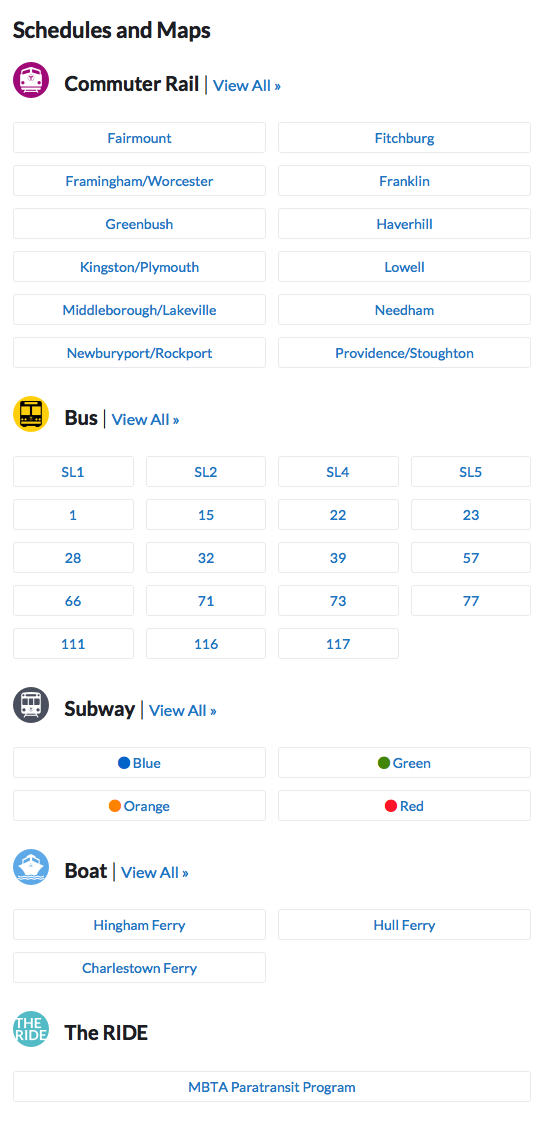 Schedules and Maps
Commuter Rail | View All »
Fairmount Fitchburg
Framingham/Worcester Franklin
Greenbush Haverhill
Kingston/Plymouth Lowell
Middleborough/Lakeville Needham
Newburyport/Rockport Providence/Stoughton
Bus | View All »
SL1 SL2 SL4 SL5
1 15 22 23
28 32 39 57
66 71 73 77
111 116 117
Subway | View All »
Blue Green
Orange Red
Boat | View All »
Hingham Ferry Hull Ferry
Charlestown Ferry
THE
RIDE
The RIDE
MBTA Paratransit Program